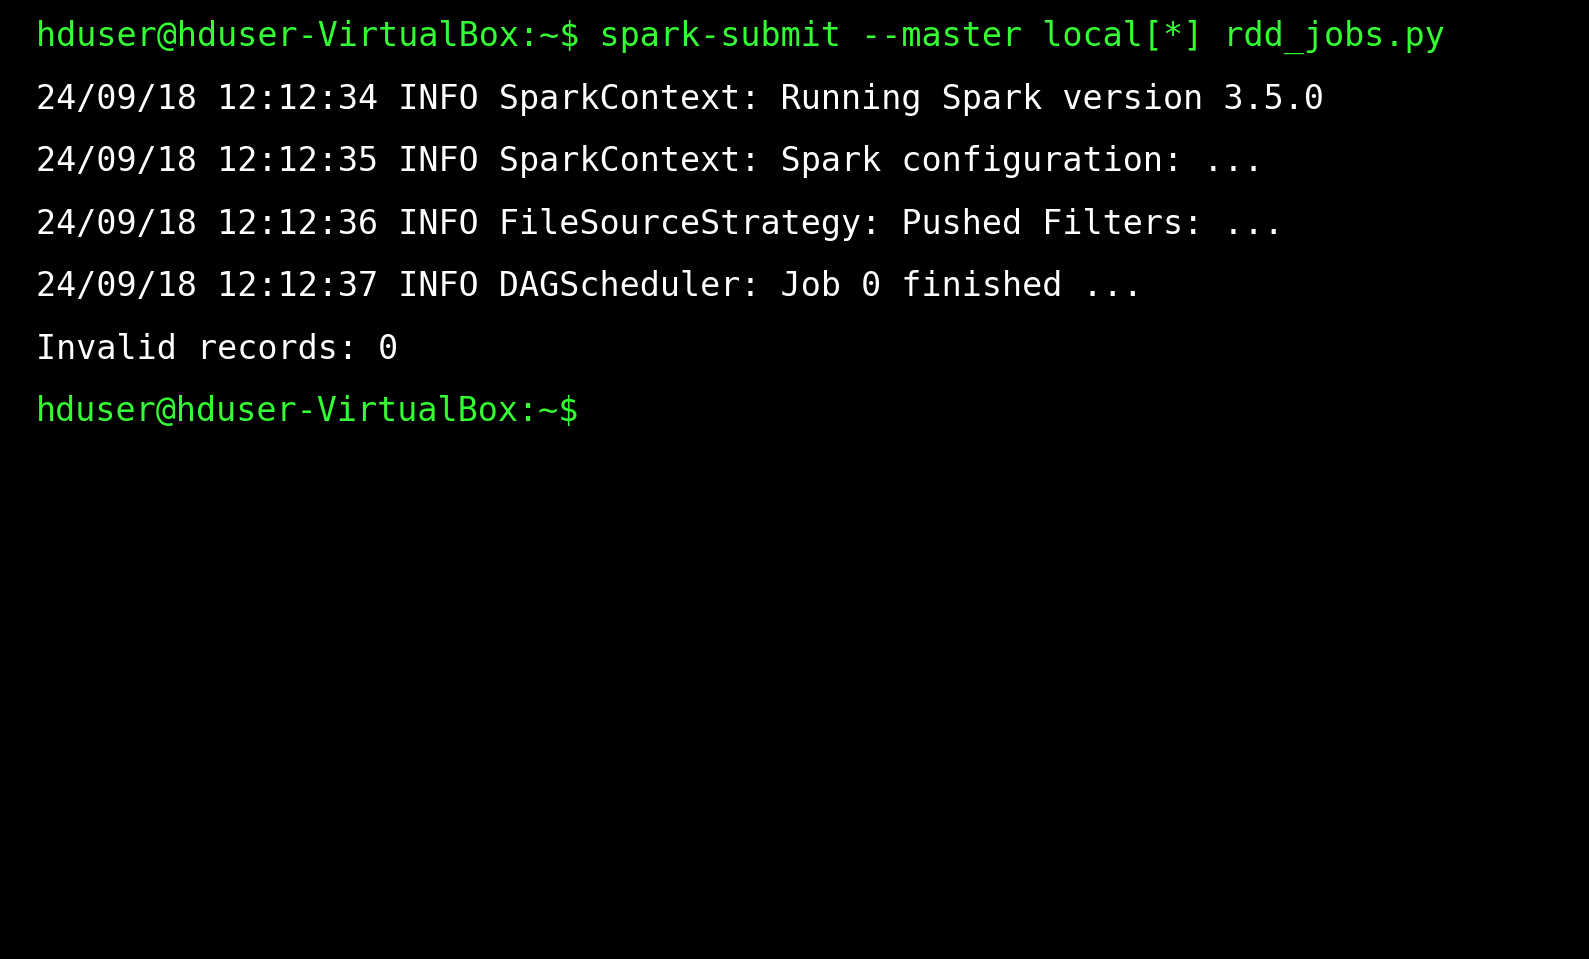 hduser@hduser-VirtualBox:~$ spark-submit --master local[*] rdd_jobs.py
24/09/18 12:12:34 INFO SparkContext: Running Spark version 3.5.0
24/09/18 12:12:35 INFO SparkContext: Spark configuration: ...
24/09/18 12:12:36 INFO FileSourceStrategy: Pushed Filters: ...
24/09/18 12:12:37 INFO DAGScheduler: Job 0 finished ...
Invalid records: 0
hduser@hduser-VirtualBox:~$